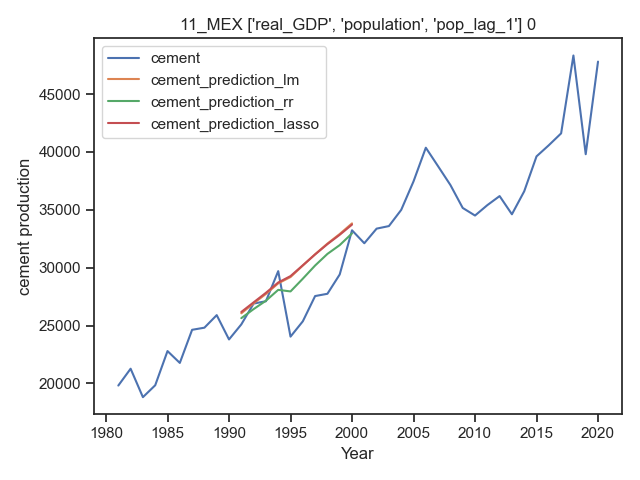 11_MEX ['real_GDP', 'population', 'pop_lag_1'] 0
cement
cement_prediction_lm
cement_prediction_rr
cement_prediction_lasso
45000
40000
35000
30000
25000
20000
cement production
1980 1985 1990 1995 2000 2005 2010 2015 2020
Year